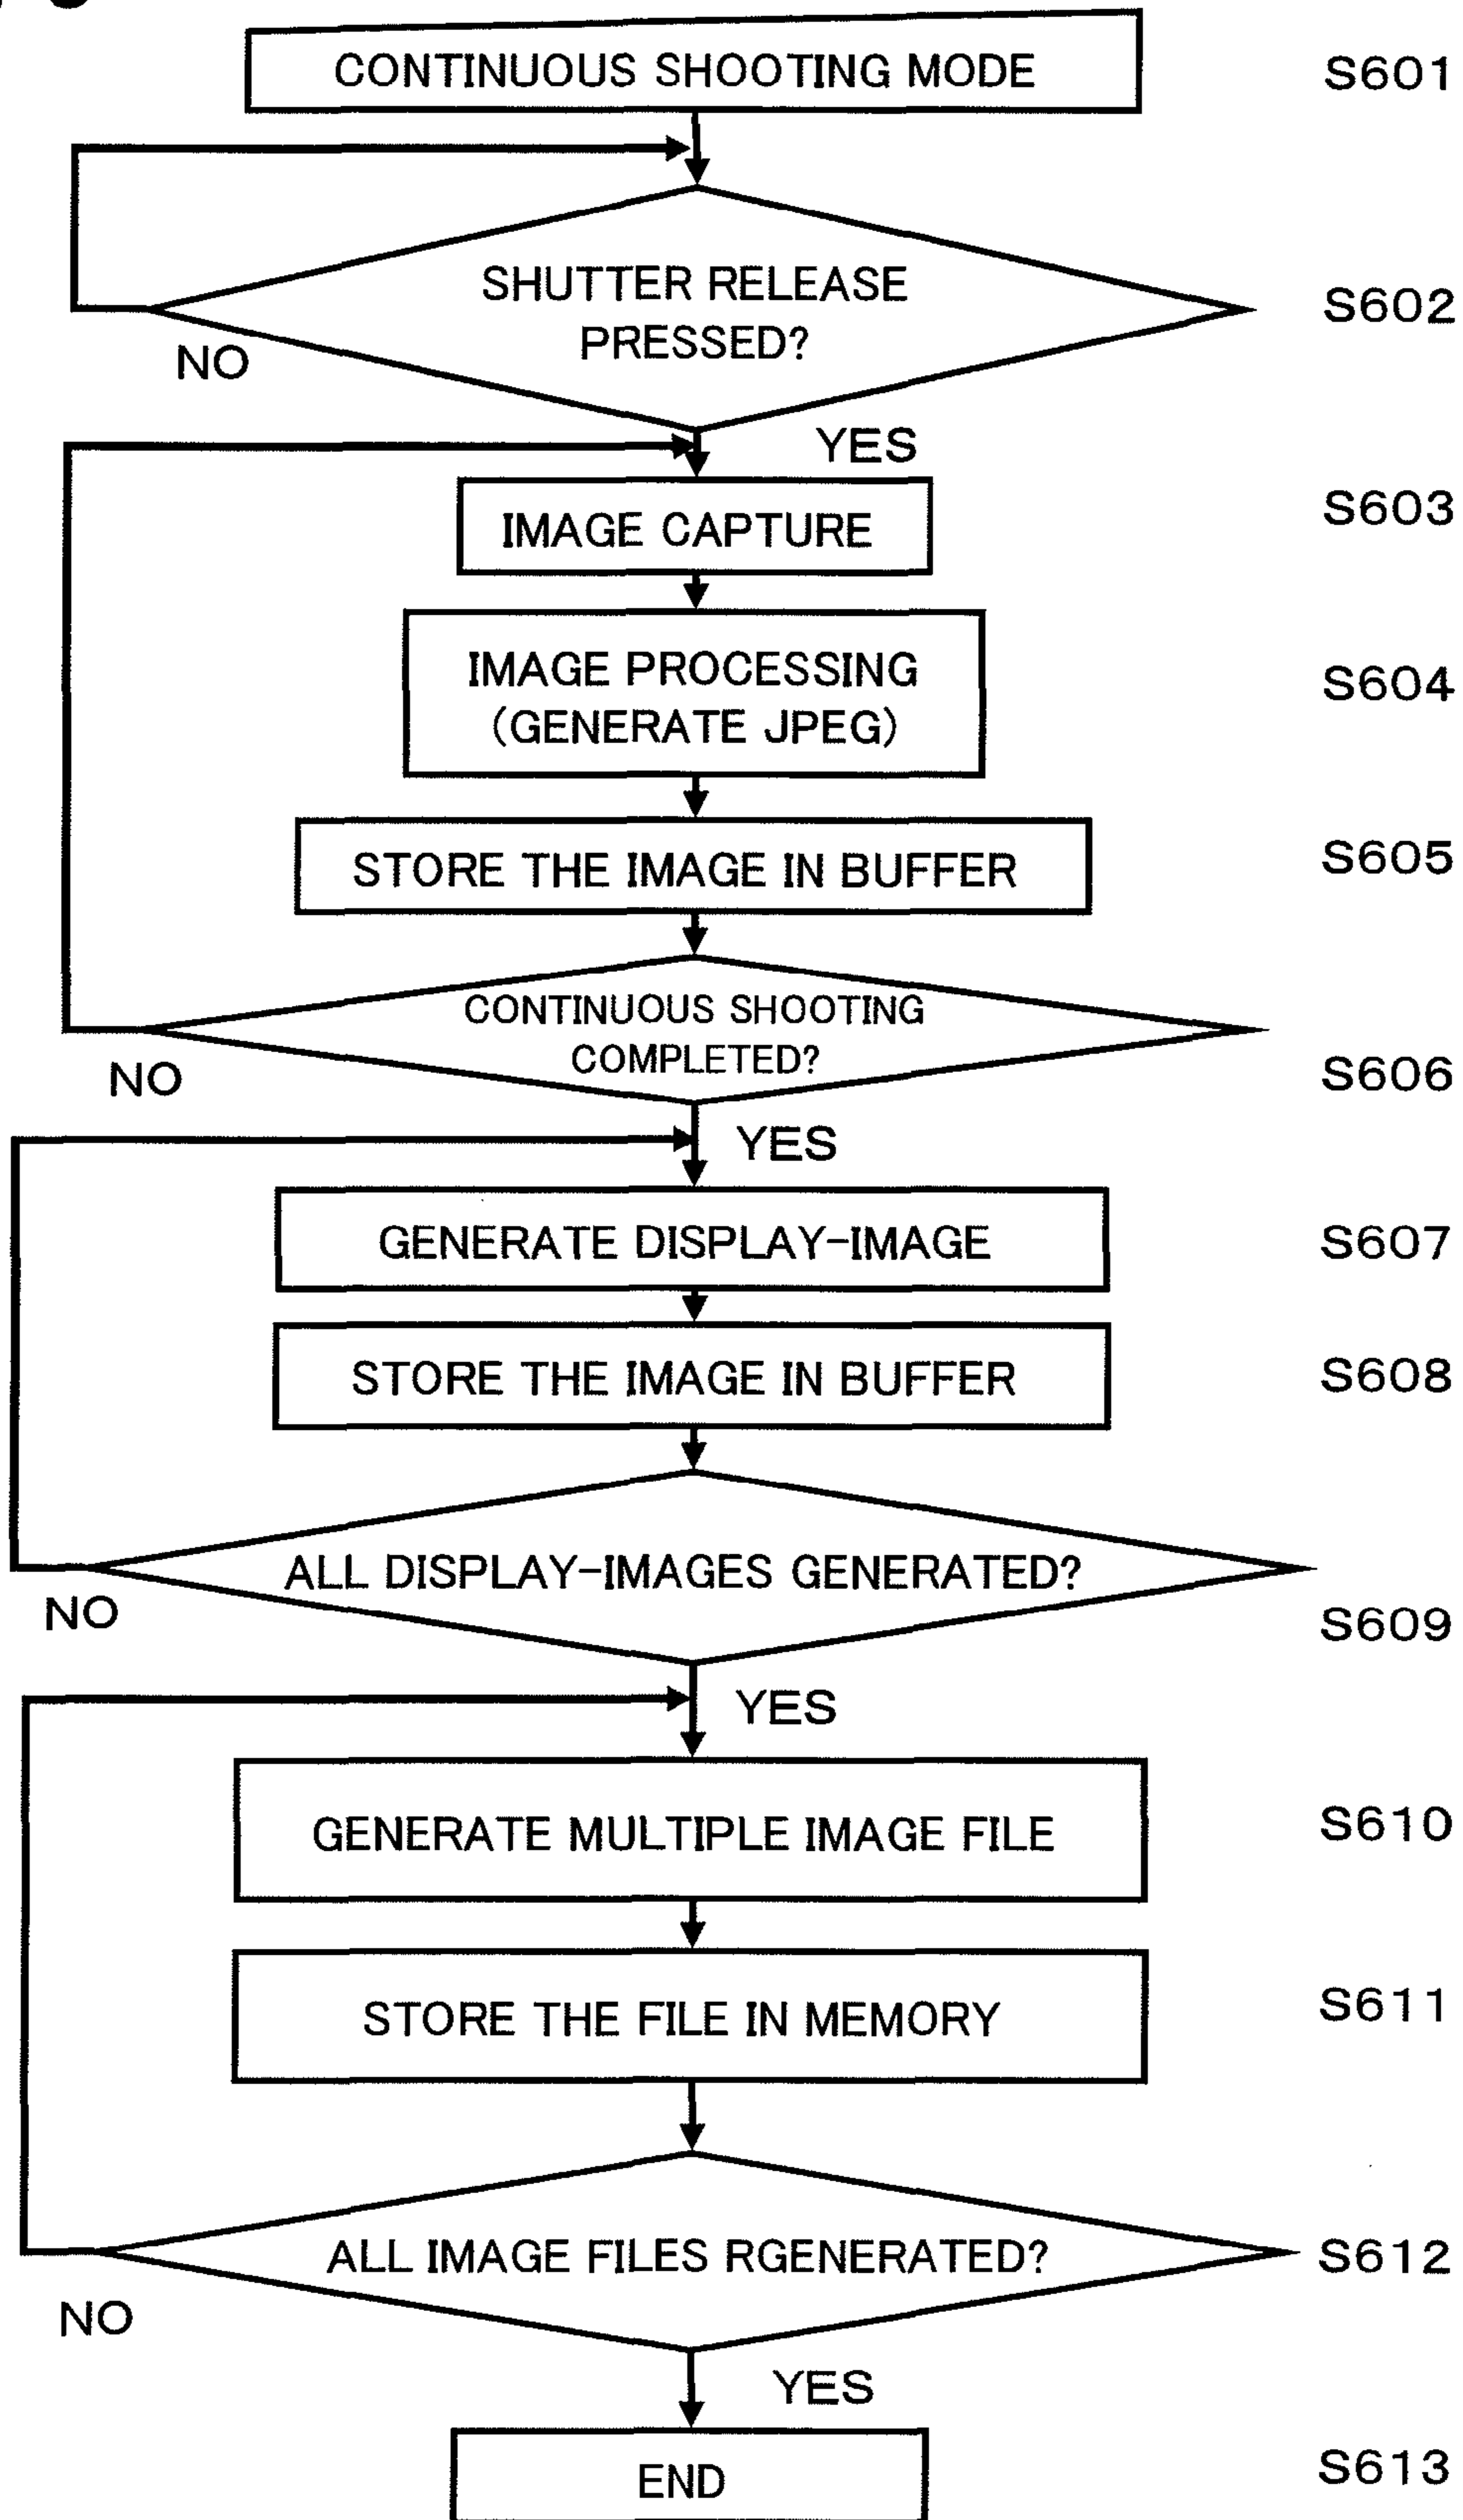 CONTINUOUS SHOOTING MODE S601
SHUTTER RELEASE
PRESSED?
S602
NO
YES
IMAGE CAPTURE S603
IMAGE PROCESSING
(GENERATE JPEG)
S604
STORE THE IMAGE IN BUFFER S605
CONTINUOUS SHOOTING
COMPLETED?
S606
NO
YES
GENERATE DISPLAY-IMAGE S607
STORE THE IMAGE IN BUFFER S608
ALL DISPLAY-IMAGES GENERATED?
S609
NO
YES
GENERATE MULTIPLE IMAGE FILE S610
STORE THE FILE IN MEMORY S611
ALL IMAGE FILES RGENERATED? S612
NO
YES
END S613